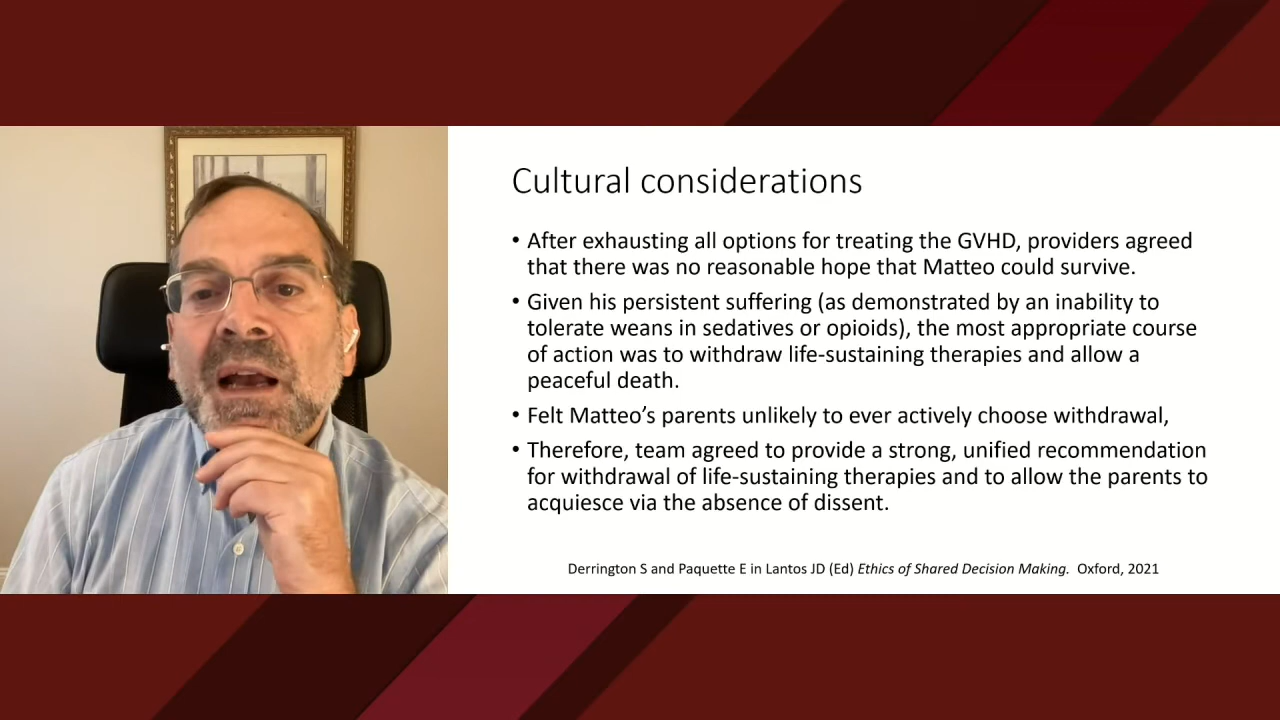 Cultural considerations
• After exhausting all options for treating the GVHD, providers agreed
that there was no reasonable hope that Matteo could survive.
• Given his persistent suffering (as demonstrated by an inability to
tolerate weans in sedatives or opioids), the most appropriate course
of action was to withdraw life-sustaining therapies and allow a
peaceful death.
• Felt Matteo’s parents unlikely to ever actively choose withdrawal,
• Therefore, team agreed to provide a strong, unified recommendation
for withdrawal of life-sustaining therapies and to allow the parents to
acquiesce via the absence of dissent.
Derrington S and Paquette E in Lantos JD (Ed) Ethics of Shared Decision Making. Oxford, 2021